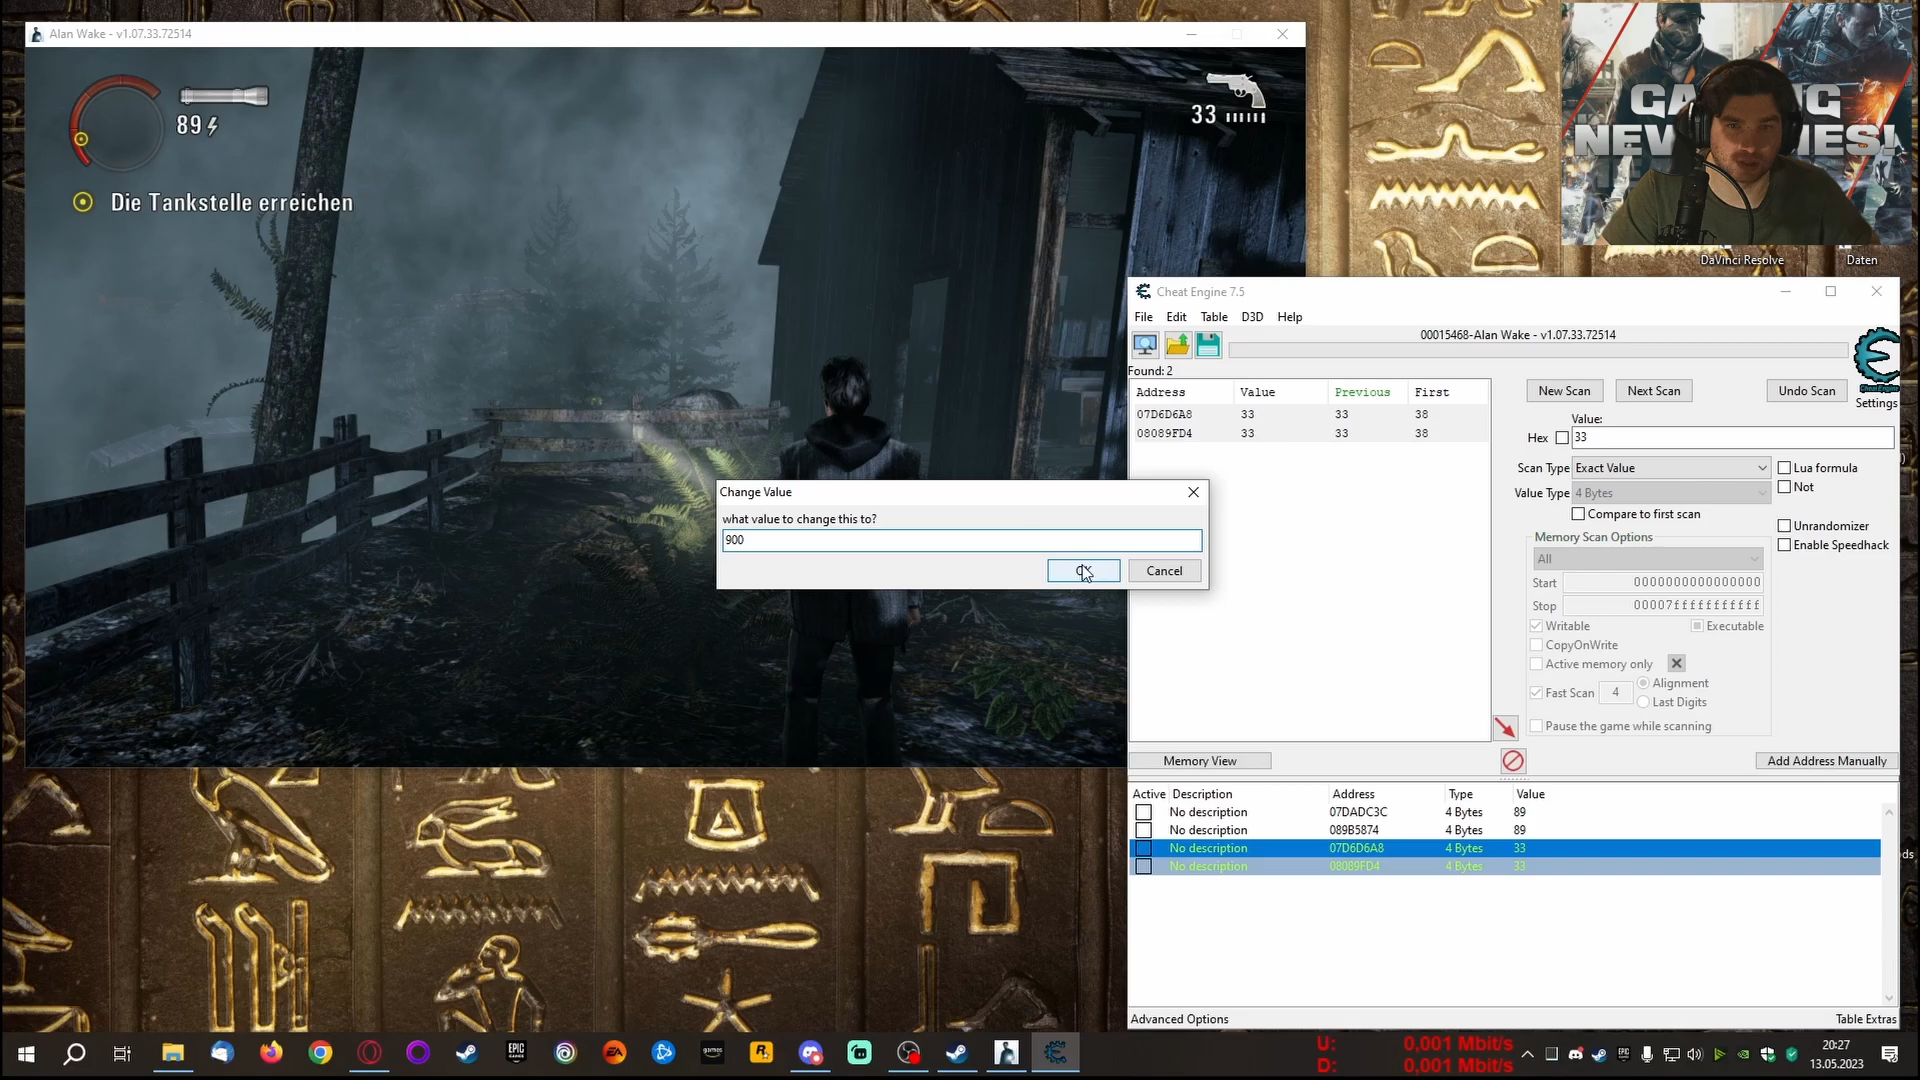 Alan Wake - v1.07.33.72514
89
33
Die Tankstelle erreichen
DaVinci Resolve
Daten
Cheat Engine 7.5
File Edit Table D3D Help
00015468-Alan Wake - v1.07.33.72514
Found: 2
Address Value Previous First
07D6D6A8 33 33 38
08089FD4 33 33 38
New Scan Next Scan Undo Scan
Cheat Engine
Settings
Value:
Hex 33
Scan Type Exact Value
Lua formula
Value Type 4 Bytes
Not
Compare to first scan
Unrandomizer
Enable Speedhack
Memory Scan Options
All
Start 0000000000000000
Stop 00007fffffffffff
Writable Executable
CopyOnWrite
Active memory only
Fast Scan 4 Alignment
Last Digits
Pause the game while scanning
Change Value
what value to change this to?
900
Cancel
Memory View
Add Address Manually
Active Description Address Type Value
No description 07DADC3C 4 Bytes 89
No description 089B5874 4 Bytes 89
No description 07D6D6A8 4 Bytes 33
No description 08089FD4 4 Bytes 33
Advanced Options
Table Extras
EPIC GAMES
EA
games
U: 0,001 Mbit/s
D: 0,001 Mbit/s
20:27
13.05.2023